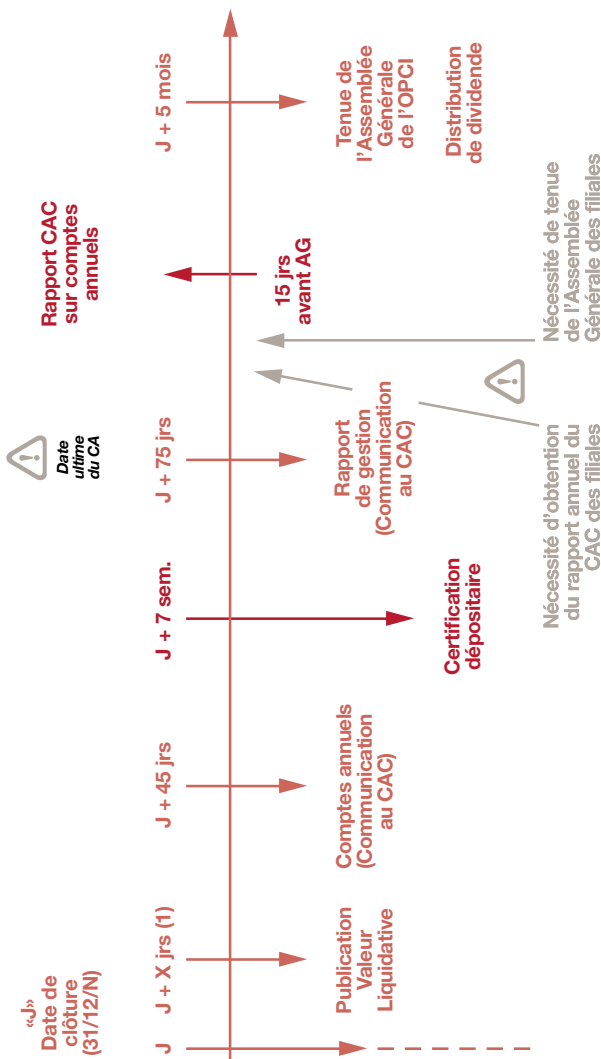 «J»
Date de
clôture
(31/12/N)
J
J + X jrs (1)
Publication
Valeur
Liquidative
J + 45 jrs
Comptes annuels
(Communication
au CAC)
J + 7 sem.
Certification
dépositaire
Date
ultime
du CA
J + 75 jrs
Rapport
de gestion
(Communication
au CAC)
Nécessité d’obtention
du rapport annuel du
CAC des filiales
Rapport CAC
sur comptes
annuels
15 jrs
avant AG
Nécessité de tenue
de l’Assemblée
Générale des filiales
J + 5 mois
Tenue de
l’Assemblée
Générale
de l’OPCI
Distribution
de dividende